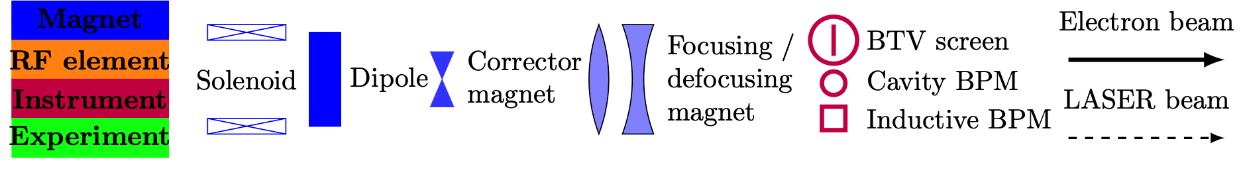 Magnet
RF element
Instrument
Experiment
Solenoid
Dipole
Corrector
magnet
Focusing /
defocusing
magnet
BTV screen
Cavity BPM
Inductive BPM
Electron beam
LASER beam